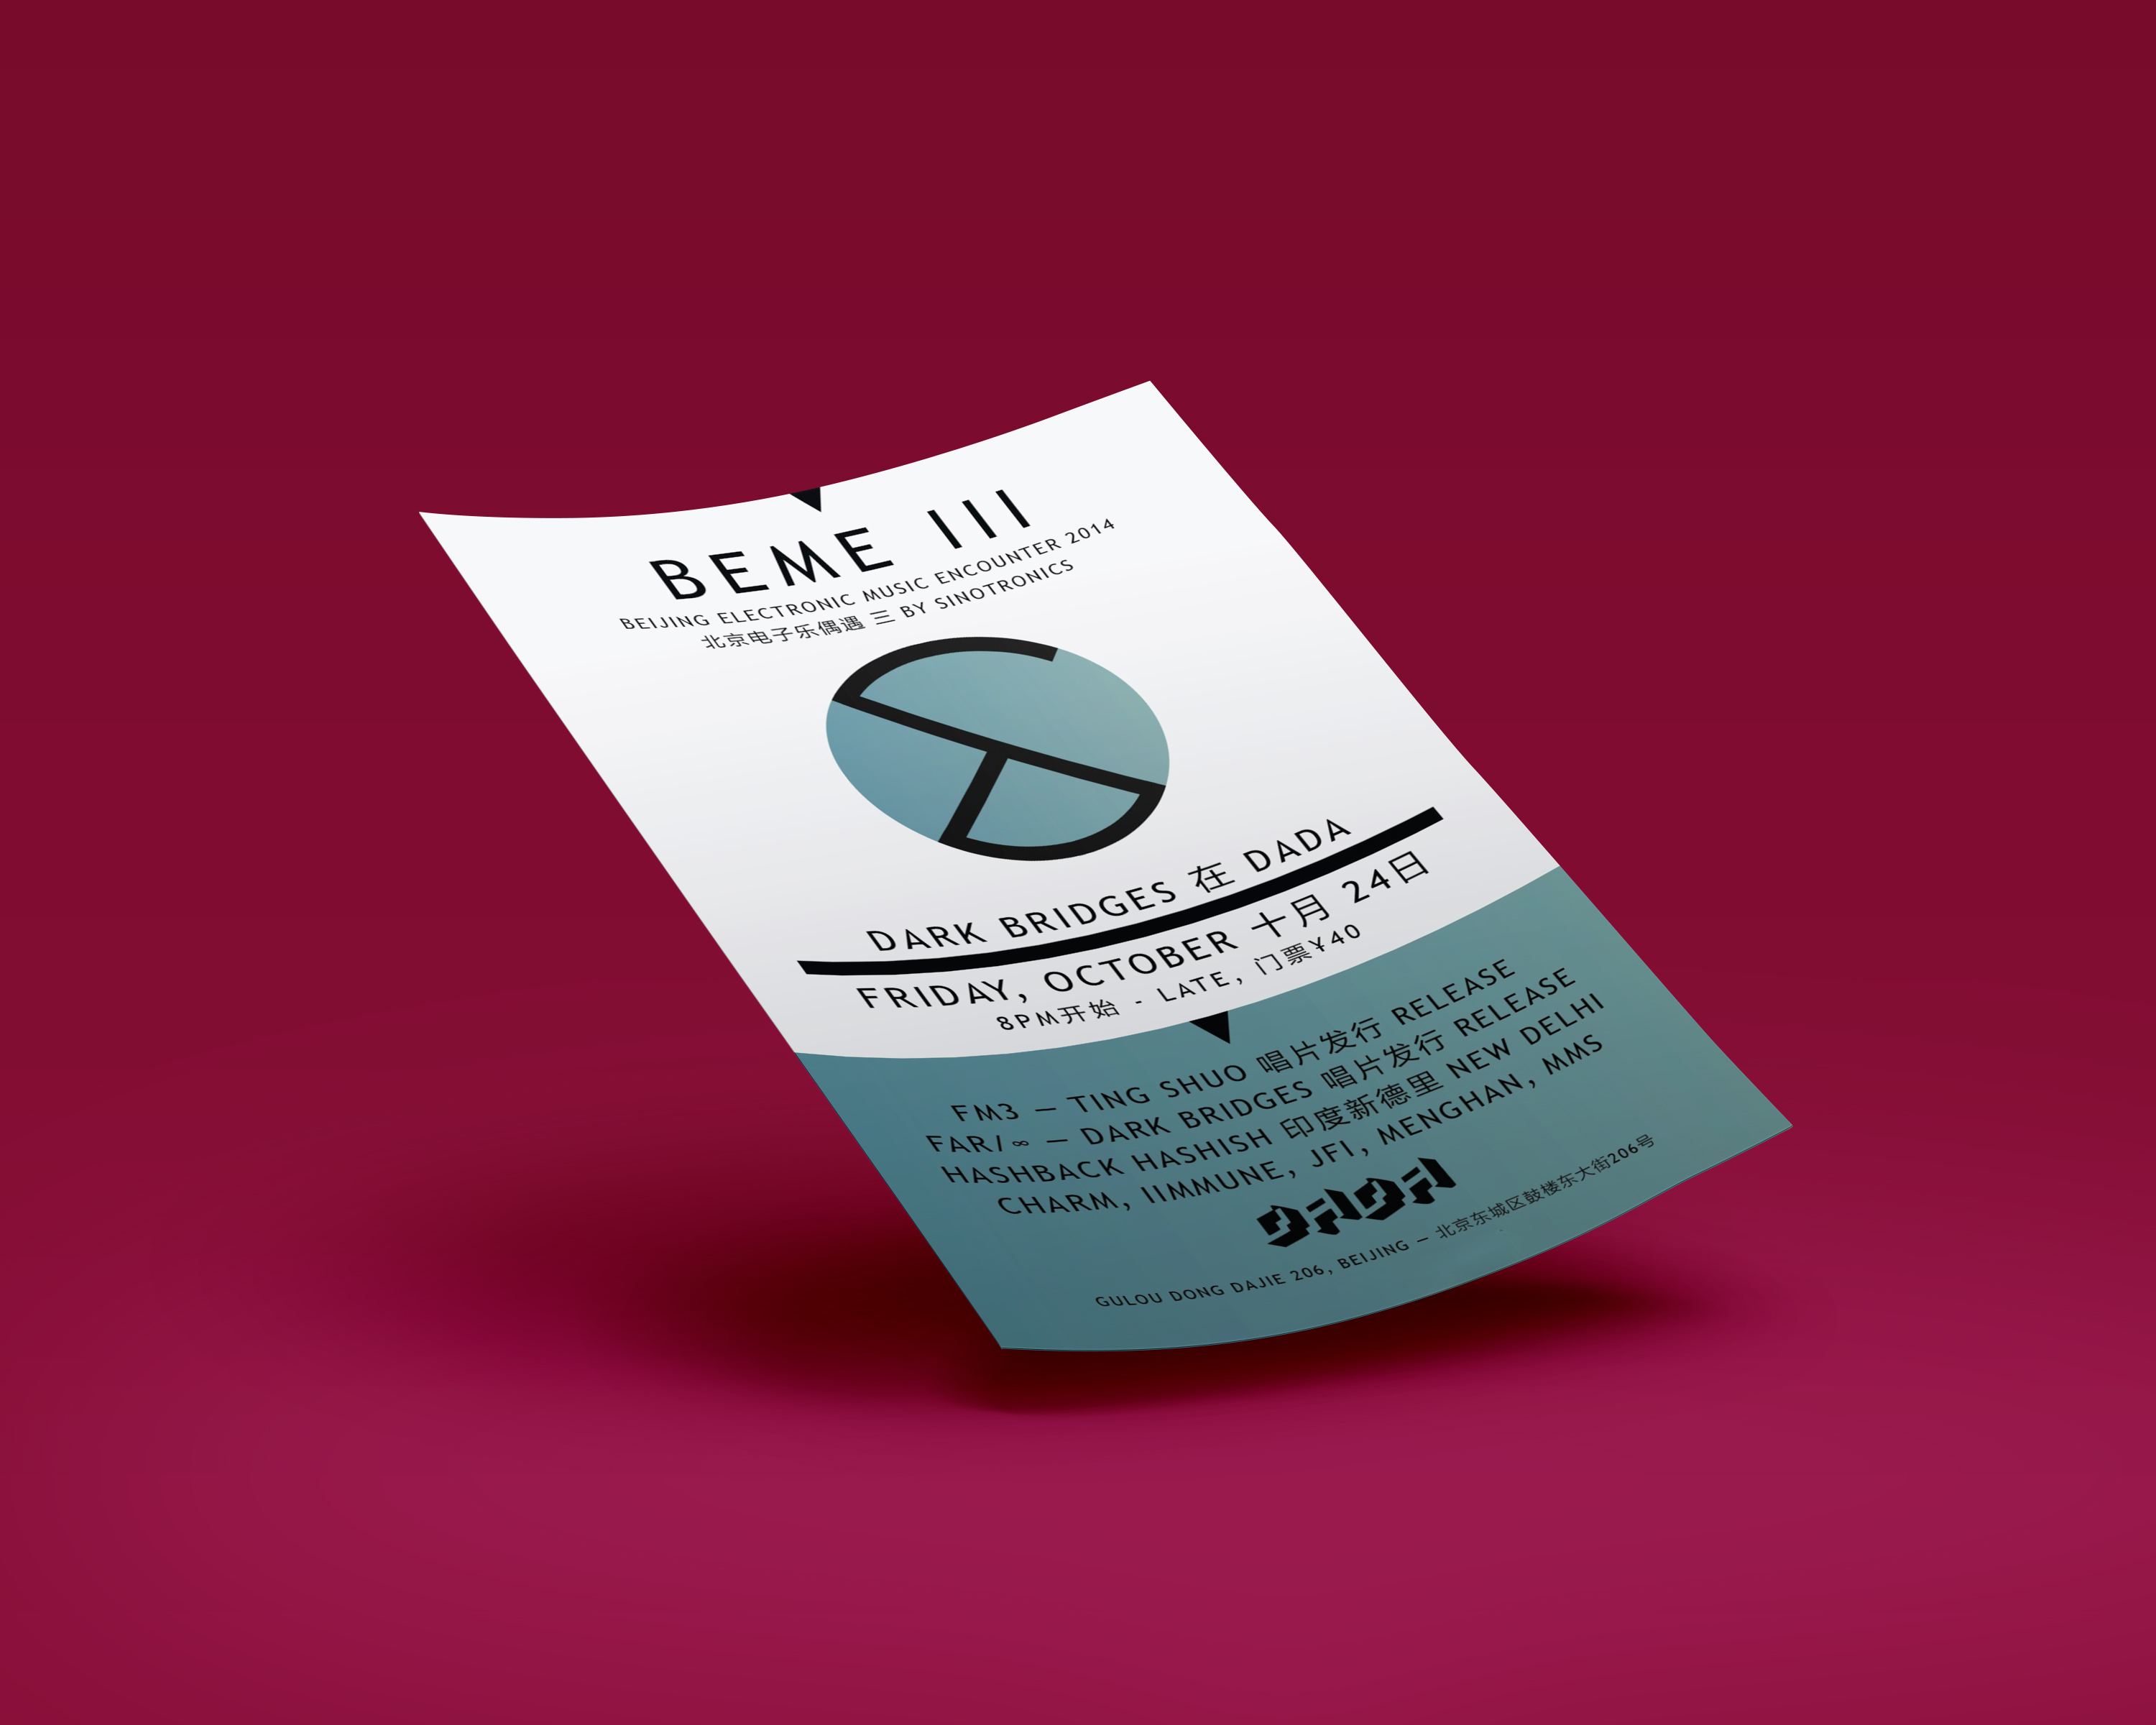 BEME III
BEIJING ELECTRONIC MUSIC ENCOUNTER 2014
北京电子乐偶遇 三 BY SINOTRONICS
DARK BRIDGES 在 DADA
FRIDAY, OCTOBER 十月 24日
8PM开始 - LATE, 门票¥40
FM3 — TING SHUO 唱片发行 RELEASE
FAR/∞ — DARK BRIDGES 唱片发行 RELEASE
HASHBACK HASHISH 印度新德里 NEW DELHI
CHARM, IIMMUNE, JFI, MENGHAN, MMS
DADA
GULOU DONG DAJIE 206, BEIJING — 北京东城区鼓楼东大街206号